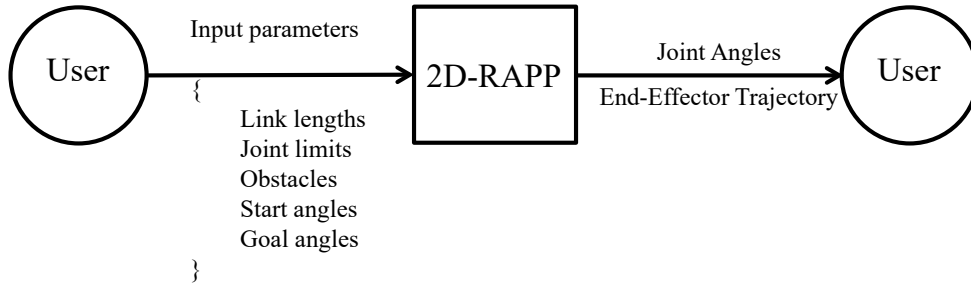 User
Input parameters
{
Link lengths
Joint limits
Obstacles
Start angles
Goal angles
}
2D-RAPP
Joint Angles
End-Effector Trajectory
User